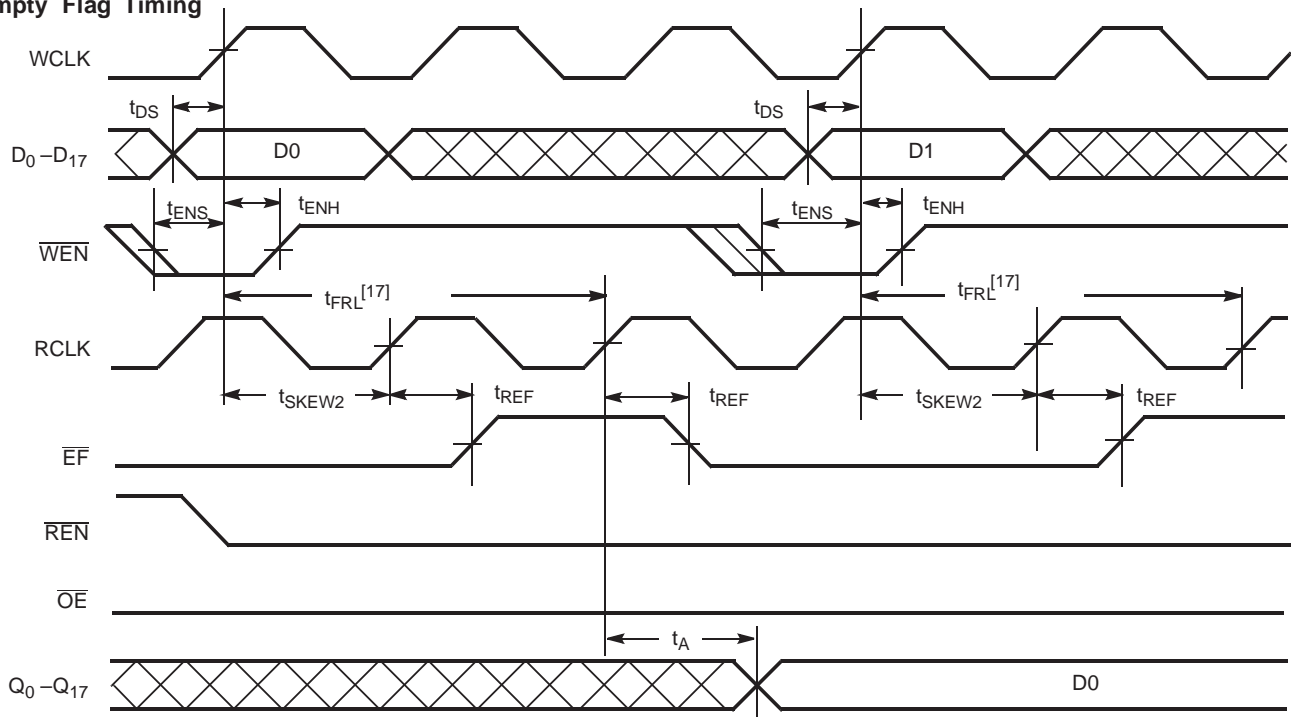 mpty Flag Timing
WCLK
tDS
tDS
D0 –D17
D0
D1
tENS
tENH
tENS
tENH
WEN
tFRL[17]
tFRL[17]
RCLK
tSKEW2
tREF
tREF
tSKEW2
tREF
EF
REN
OE
tA
Q0 –Q17
D0